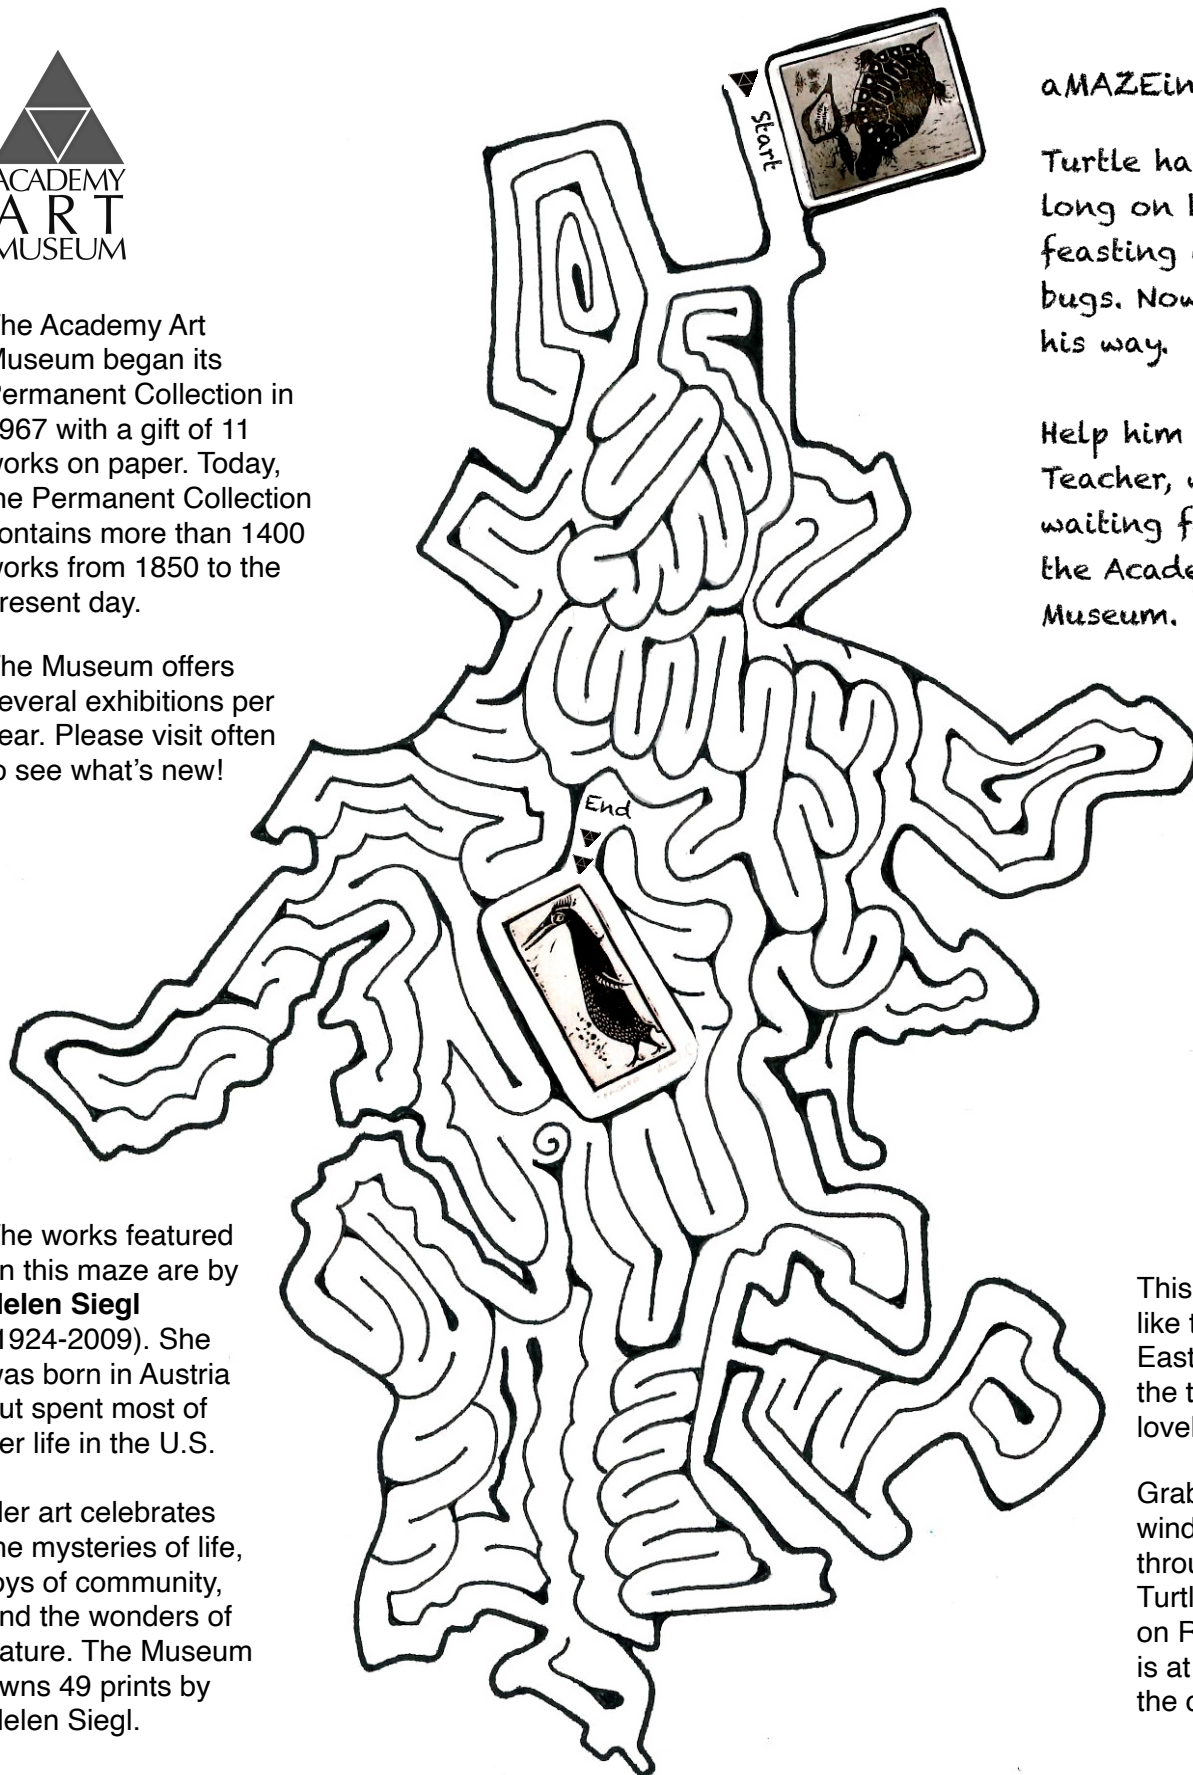 ACADEMY
ART
MUSEUM
he Academy Art
Museum began its
Permanent Collection in
967 with a gift of 11
works on paper. Today,
he Permanent Collection
contains more than 1400
works from 1850 to the
resent day.
he Museum offers
everal exhibitions per
ear. Please visit often
o see what's new!
he works featured
n this maze are by
Helen Siegl
1924-2009). She
was born in Austria
ut spent most of
er life in the U.S.
er art celebrates
he mysteries of life,
oys of community,
nd the wonders of
ature. The Museum
wns 49 prints by
Helen Siegl.
Start
End
aMAZEin
Turtle ha
long on
feasting
bugs. Now
his way.
Help him
Teacher,
waiting f
the Acade
Museum.
This
like t
East
the t
lovel
Grab
wind
throu
Turtl
on R
is at
the